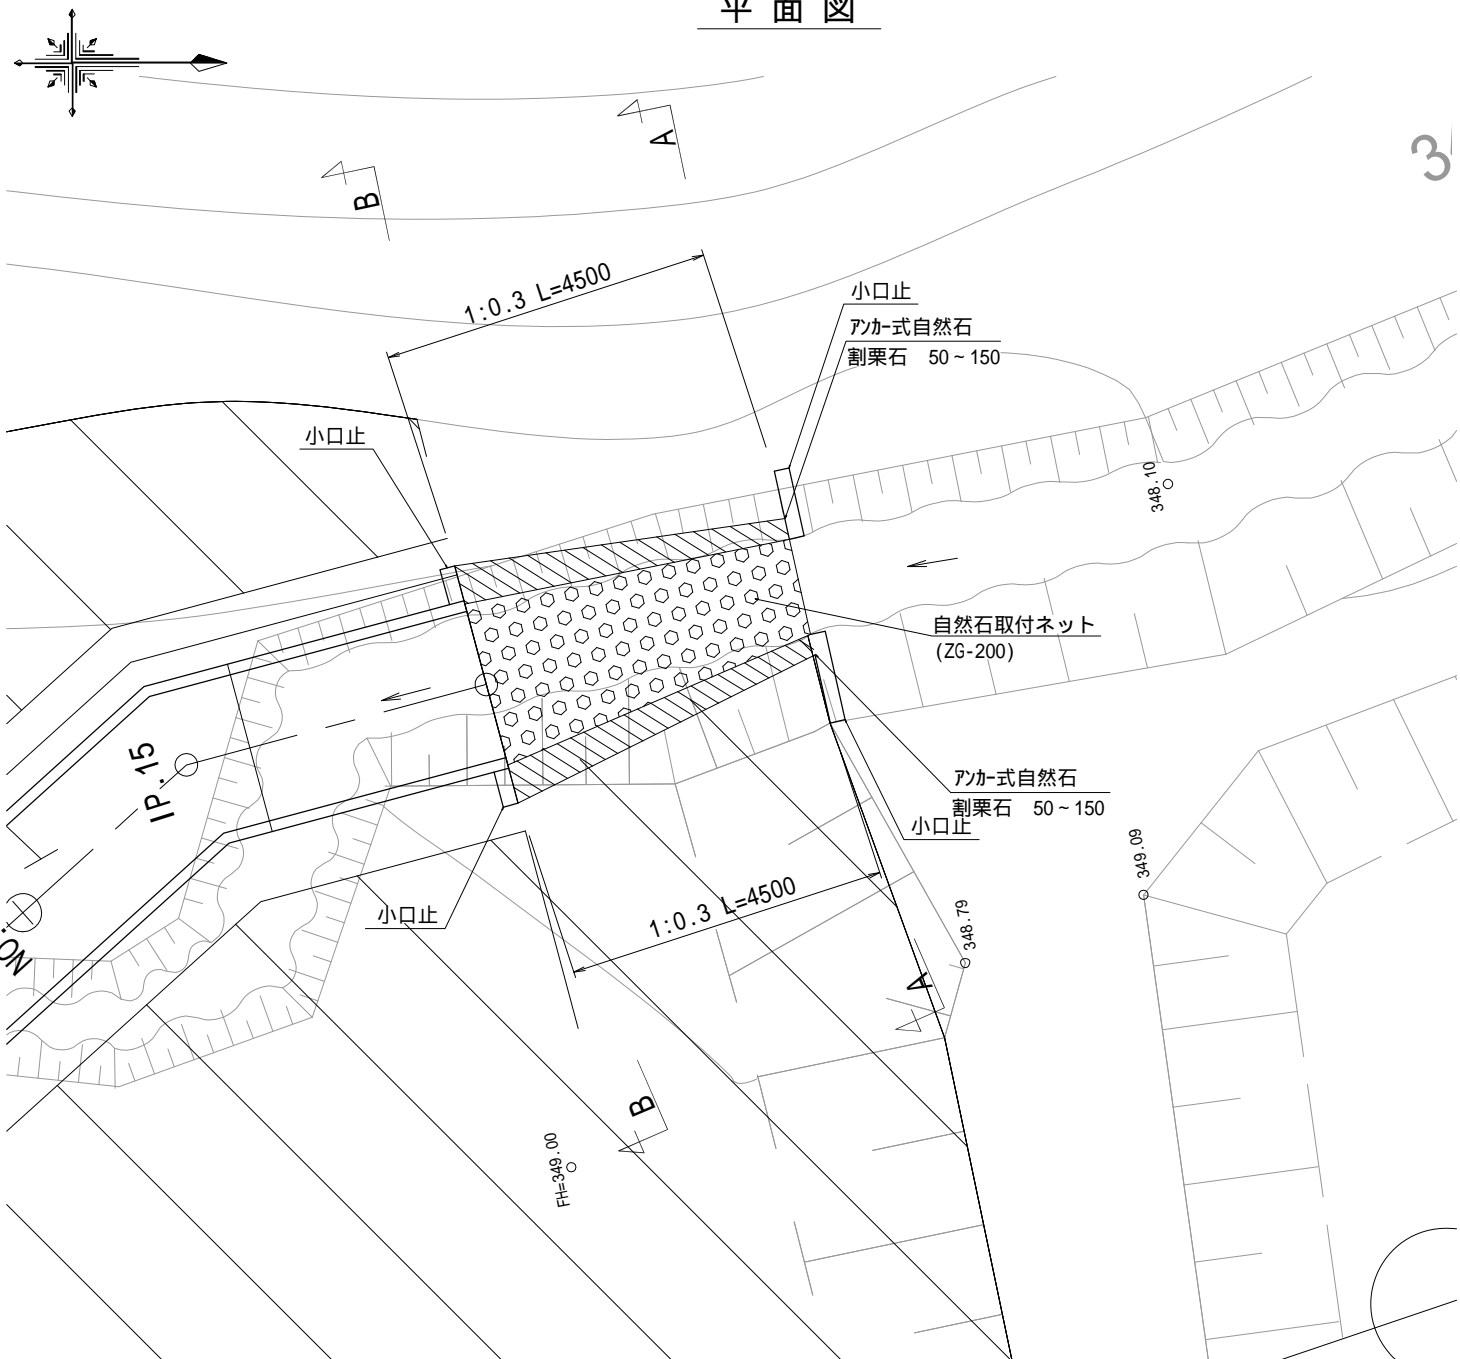 平面図
A
B
3
1:0.3 L=4500
小口止
ｱﾝｶｰ式自然石
割栗石 50~150
小口止
348.10
自然石取付ネット
(ZG-200)
IP.15
ｱﾝｶｰ式自然石
割栗石 50~150
小口止
349.09
1:0.3 L=4500
小口止
348.79
NO.
A
B
FH=349.00